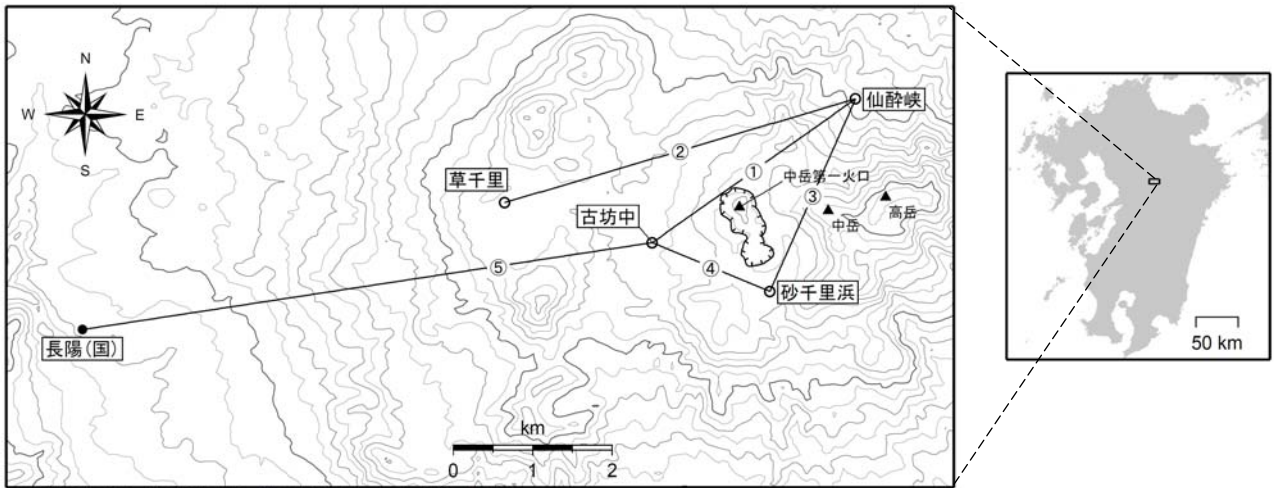 N
W
E
S
仙酔峡
②
草千里
①
中岳第一火口
③
高岳
中岳
古坊中
④
⑤
砂千里浜
長陽(国)
km
0
1
2
50 km